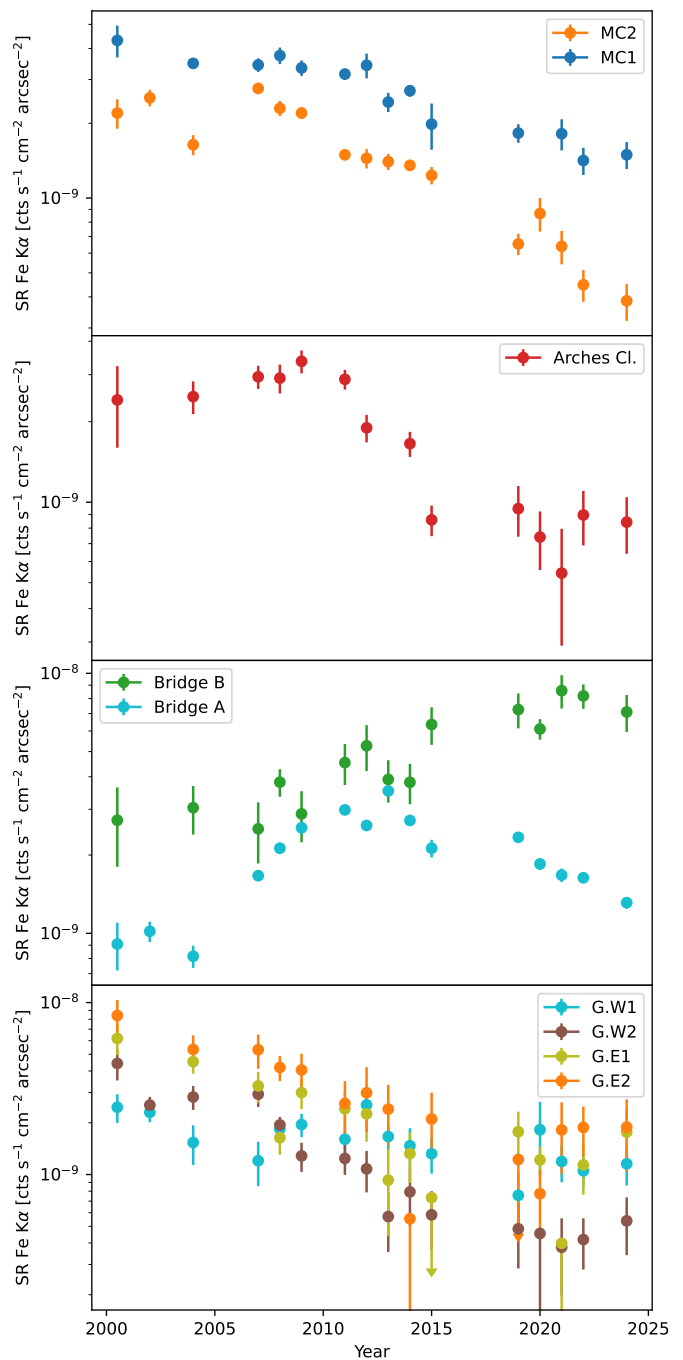 MC2
MC1
10⁻⁹
SR Fe Kα [cts s⁻¹ cm⁻² arcsec⁻²]
Arches Cl.
10⁻⁹
SR Fe Kα [cts s⁻¹ cm⁻² arcsec⁻²]
10⁻⁸
Bridge B
Bridge A
10⁻⁹
SR Fe Kα [cts s⁻¹ cm⁻² arcsec⁻²]
10⁻⁸
G.W1
G.W2
G.E1
G.E2
10⁻⁹
SR Fe Kα [cts s⁻¹ cm⁻² arcsec⁻²]
2000 2005 2010 2015 2020 2025
Year